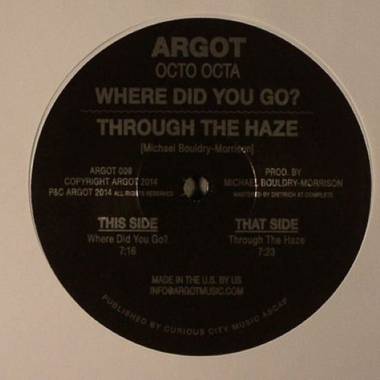 ARGOT
OCTO OCTA
WHERE DID YOU GO?
THROUGH THE HAZE
[Michael Bouldry-Morrison]
ARGOT 009
COPYRIGHT ARGOT 2014
P&C ARGOT 2014 ALL RIGHTS RESERVED
PROD. BY
MICHAEL BOULDRY-MORRISON
MASTERED BY DIETRICH AT COMPLETE
THIS SIDE
Where Did You Go?
7:16
THAT SIDE
Through The Haze
7:23
MADE IN THE U.S. BY US
INFO@ARGOTMUSIC.COM
PUBLISHED BY CURIOUS CITY MUSIC ASCAP